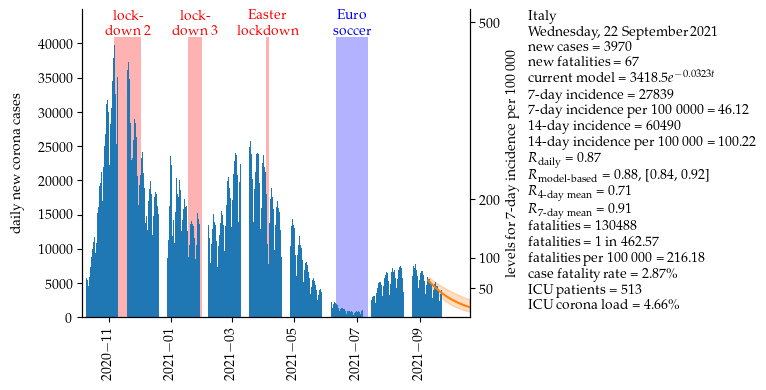 lock-
down 2
lock-
down 3
Easter
lockdown
Euro
soccer
daily new corona cases
40000
35000
30000
25000
20000
15000
10000
5000
0
2020−11
2021−01
2021−03
2021−05
2021−07
2021−09
500
200
100
50
levels for 7-day incidence per 100 000
Italy
Wednesday, 22 September 2021
new cases = 3970
new fatalities = 67
current model = 3418.5e^−0.0323t
7-day incidence = 27839
7-day incidence per 100 0000 = 46.12
14-day incidence = 60490
14-day incidence per 100 000 = 100.22
R_daily = 0.87
R_model-based = 0.88, [0.84, 0.92]
R_4-day mean = 0.71
R_7-day mean = 0.91
fatalities = 130488
fatalities = 1 in 462.57
fatalities per 100 000 = 216.18
case fatality rate = 2.87%
ICU patients = 513
ICU corona load = 4.66%